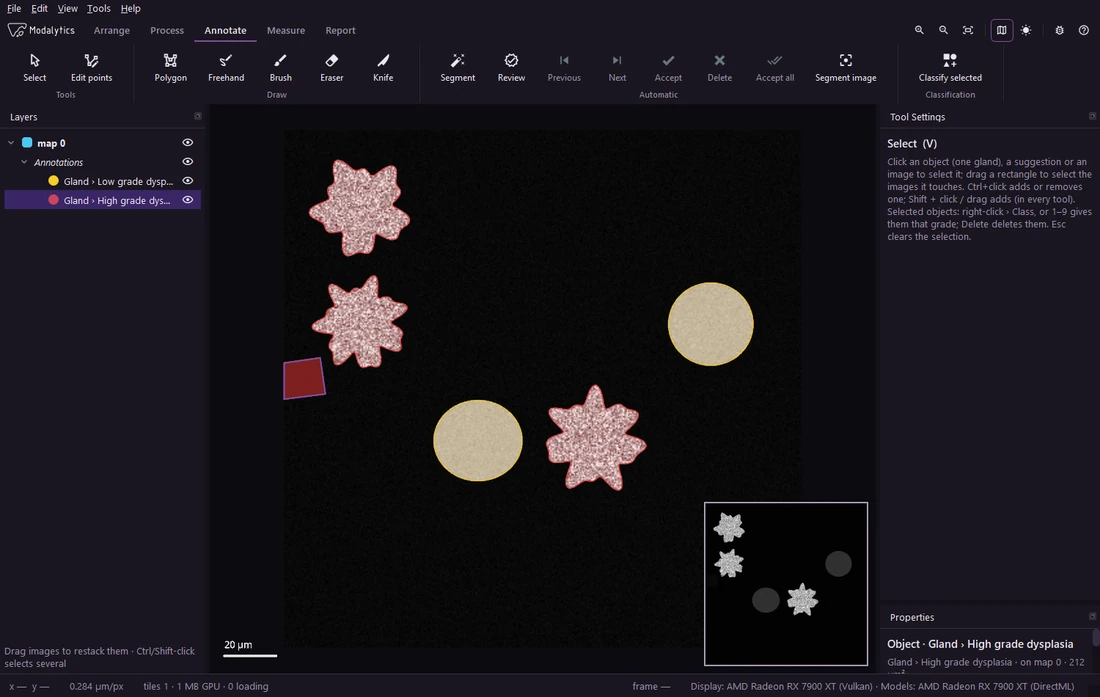 File Edit View Tools Help
Modalytics Arrange Process Annotate Measure Report
Select Edit points Polygon Freehand Brush Eraser Knife Segment Review Previous Next Accept Delete Accept all Segment image Classify selected
Tools Draw Automatic Classification
Layers
map 0
Annotations
Gland › Low grade dysp...
Gland › High grade dys...
Drag images to restack them · Ctrl/Shift-click
selects several
20 µm
Tool Settings
Select (V)
Click an object (one gland), a suggestion or an
image to select it; drag a rectangle to select the
images it touches. Ctrl+click adds or removes
one; Shift + click / drag adds (in every tool).
Selected objects: right-click › Class, or 1–9 gives
them that grade; Delete deletes them. Esc
clears the selection.
Properties
Object · Gland › High grade dysplasia
Gland › High grade dysplasia · on map 0 · 212
x — y — 0.284 µm/px tiles 1 · 1 MB GPU · 0 loading frame — Display: AMD Radeon RX 7900 XT (Vulkan) · Models: AMD Radeon RX 7900 XT (DirectML)